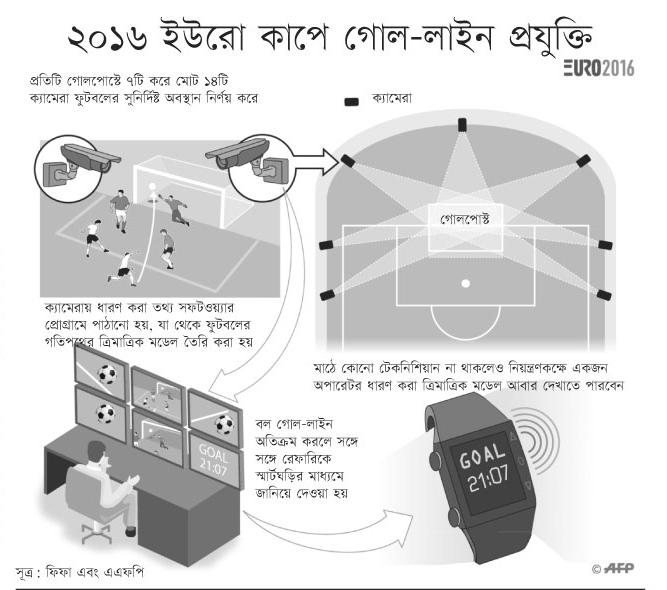 ২০১৬ ইউরো কাপে গোল-লাইন প্রযুক্তি
EURO2016
প্রতিটি গোলপোস্টে ৭টি করে মোট ১৪টি
ক্যামেরা ফুটবলের সুনির্দিষ্ট অবস্থান নির্ণয় করে
ক্যামেরা
গোলপোস্ট
ক্যামেরায় ধারণ করা তথ্য সফটওয়্যার
প্রোগ্রামে পাঠানো হয়, যা থেকে ফুটবলের
গতিপথের ত্রিমাত্রিক মডেল তৈরি করা হয়
মাঠে কোনো টেকনিশিয়ান না থাকলেও নিয়ন্ত্রণকক্ষে একজন
অপারেটর ধারণ করা ত্রিমাত্রিক মডেল আবার দেখাতে পারবেন
বল গোল-লাইন
অতিক্রম করলে সঙ্গে
সঙ্গে রেফারিকে
স্মার্টঘড়ির মাধ্যমে
জানিয়ে দেওয়া হয়
GOAL
21:07
GOAL
21:07
সূত্র : ফিফা এবং এএফপি
© AFP